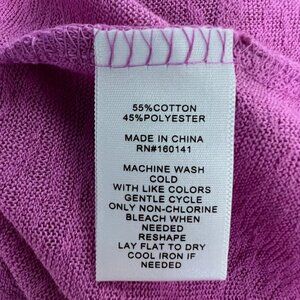 55%COTTON
45%POLYESTER
MADE IN CHINA
RN#160141
MACHINE WASH
COLD
WITH LIKE COLORS
GENTLE CYCLE
ONLY NON-CHLORINE
BLEACH WHEN
NEEDED
RESHAPE
LAY FLAT TO DRY
COOL IRON IF
NEEDED